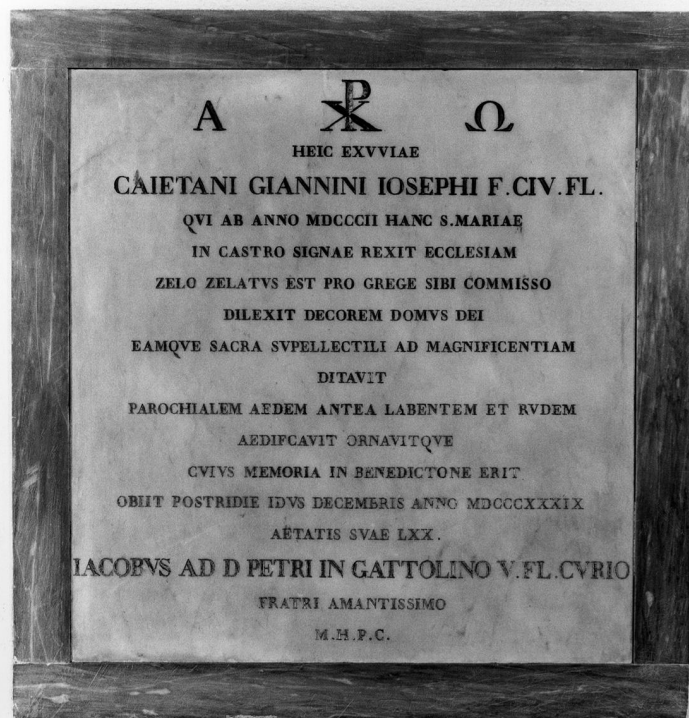 Α ☧ Ω
HEIC EXVVIAE
CAIETANI GIANNINI IOSEPHI F.CIV.FL.
QVI AB ANNO MDCCCII HANC S.MARIAE
IN CASTRO SIGNAE REXIT ECCLESIAM
ZELO ZELATVS EST PRO GREGE SIBI COMMISSO
DILEXIT DECOREM DOMVS DEI
EAMQVE SACRA SVPELLECTILI AD MAGNIFICENTIAM
DITAVIT
PAROCHIALEM AEDEM ANTEA LABENTEM ET RVDEM
AEDIFCAVIT ORNAVITQVE
CVIVS MEMORIA IN BENEDICTONE ERIT
OBIIT POSTRIDIE IDVS DECEMBRIS ANNO MDCCCXXXIX
AETATIS SVAE LXX.
IACOBVS AD D PETRI IN GATTOLINO V.FL.CVRIO
FRATRI AMANTISSIMO
M.H.P.C.